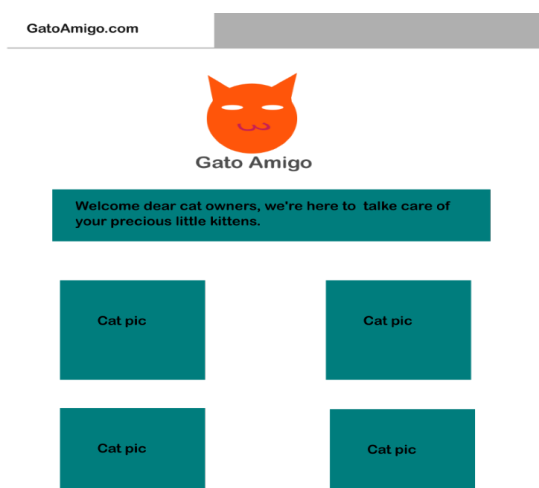 GatoAmigo.com
Gato Amigo
Welcome dear cat owners, we're here to talke care of
your precious little kittens.
Cat pic
Cat pic
Cat pic
Cat pic